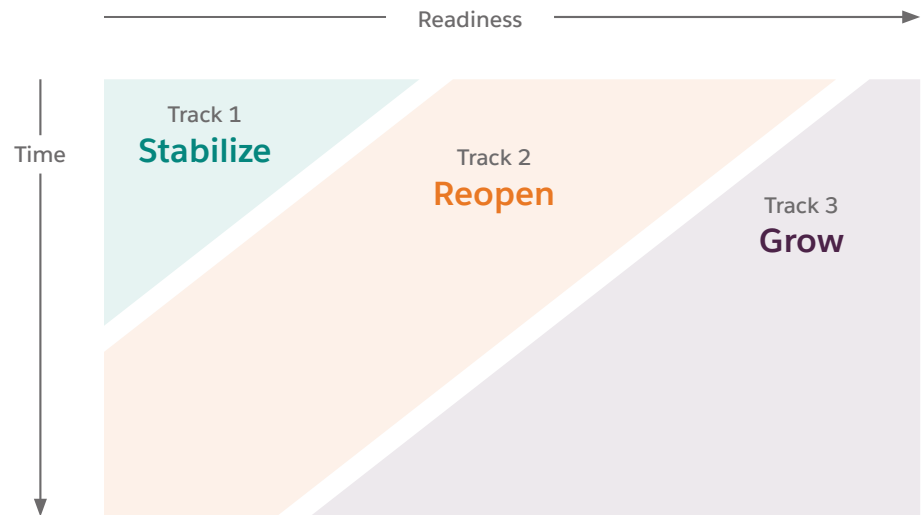 Readiness
Time
Track 1
Stabilize
Track 2
Reopen
Track 3
Grow